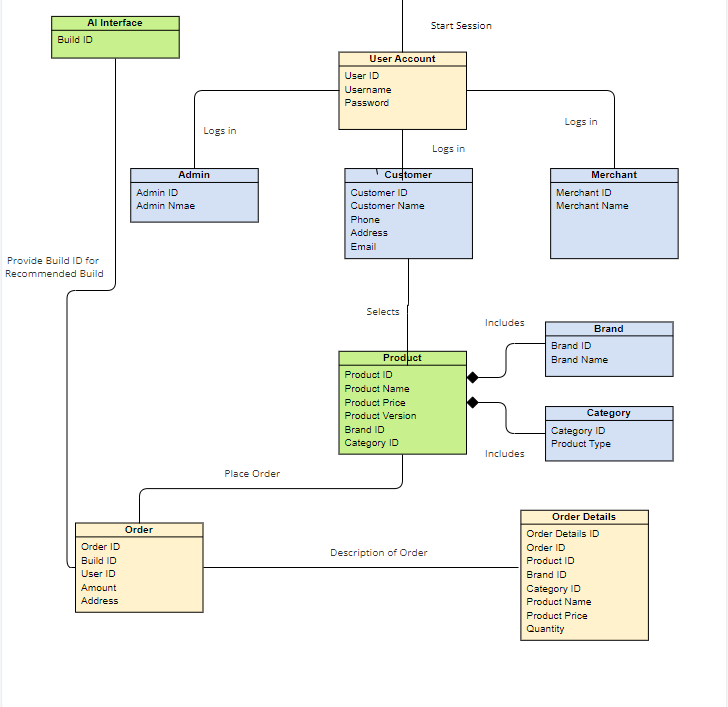 AI Interface
Build ID
Start Session
User Account
User ID
Username
Password
Logs in
Logs in
Logs in
Admin
Admin ID
Admin Nmae
Customer
Customer ID
Customer Name
Phone
Address
Email
Merchant
Merchant ID
Merchant Name
Provide Build ID for
Recommended Build
Selects
Includes
Brand
Brand ID
Brand Name
Product
Product ID
Product Name
Product Price
Product Version
Brand ID
Category ID
Category
Category ID
Product Type
Includes
Place Order
Order
Order ID
Build ID
User ID
Amount
Address
Description of Order
Order Details
Order Details ID
Order ID
Product ID
Brand ID
Category ID
Product Name
Product Price
Quantity